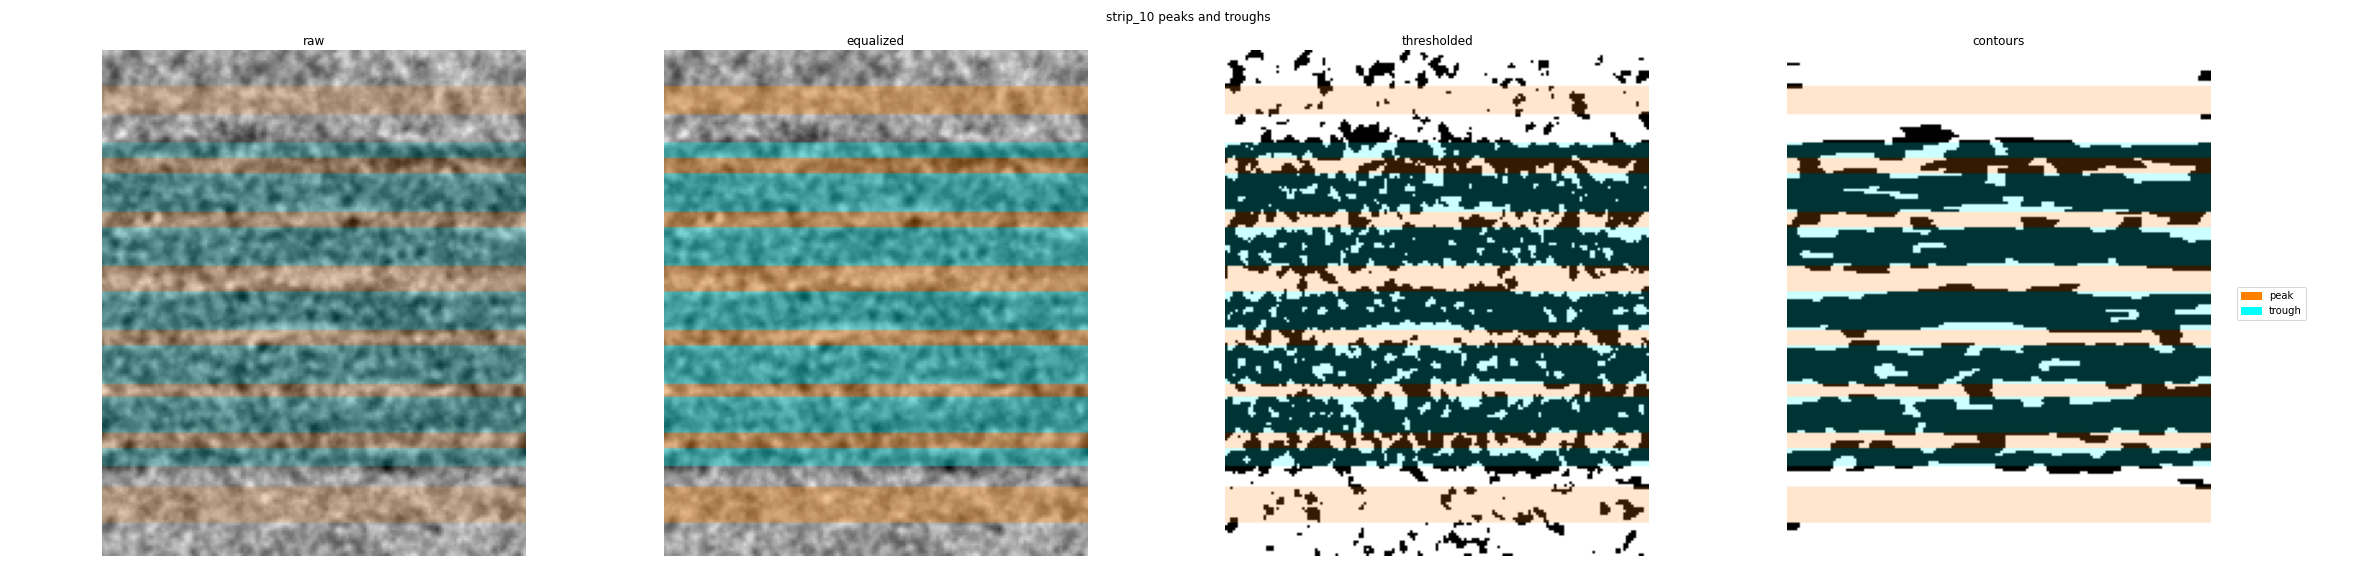 strip_10 peaks and troughs
raw
equalized
thresholded
contours
peak
trough